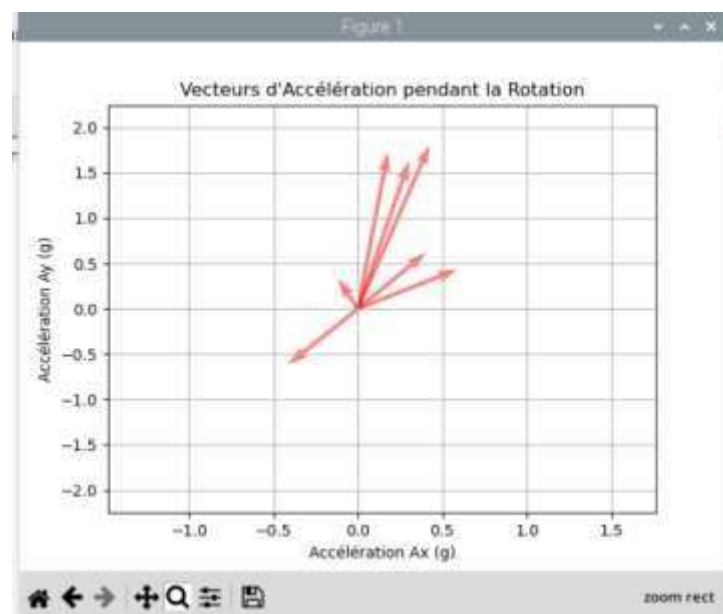 Figure 1
Vecteurs d'Accélération pendant la Rotation
2.0
1.5
1.0
0.5
0.0
−0.5
−1.0
−1.5
−2.0
Accélération Ay (g)
−1.0 −0.5 0.0 0.5 1.0 1.5
Accélération Ax (g)
zoom rect